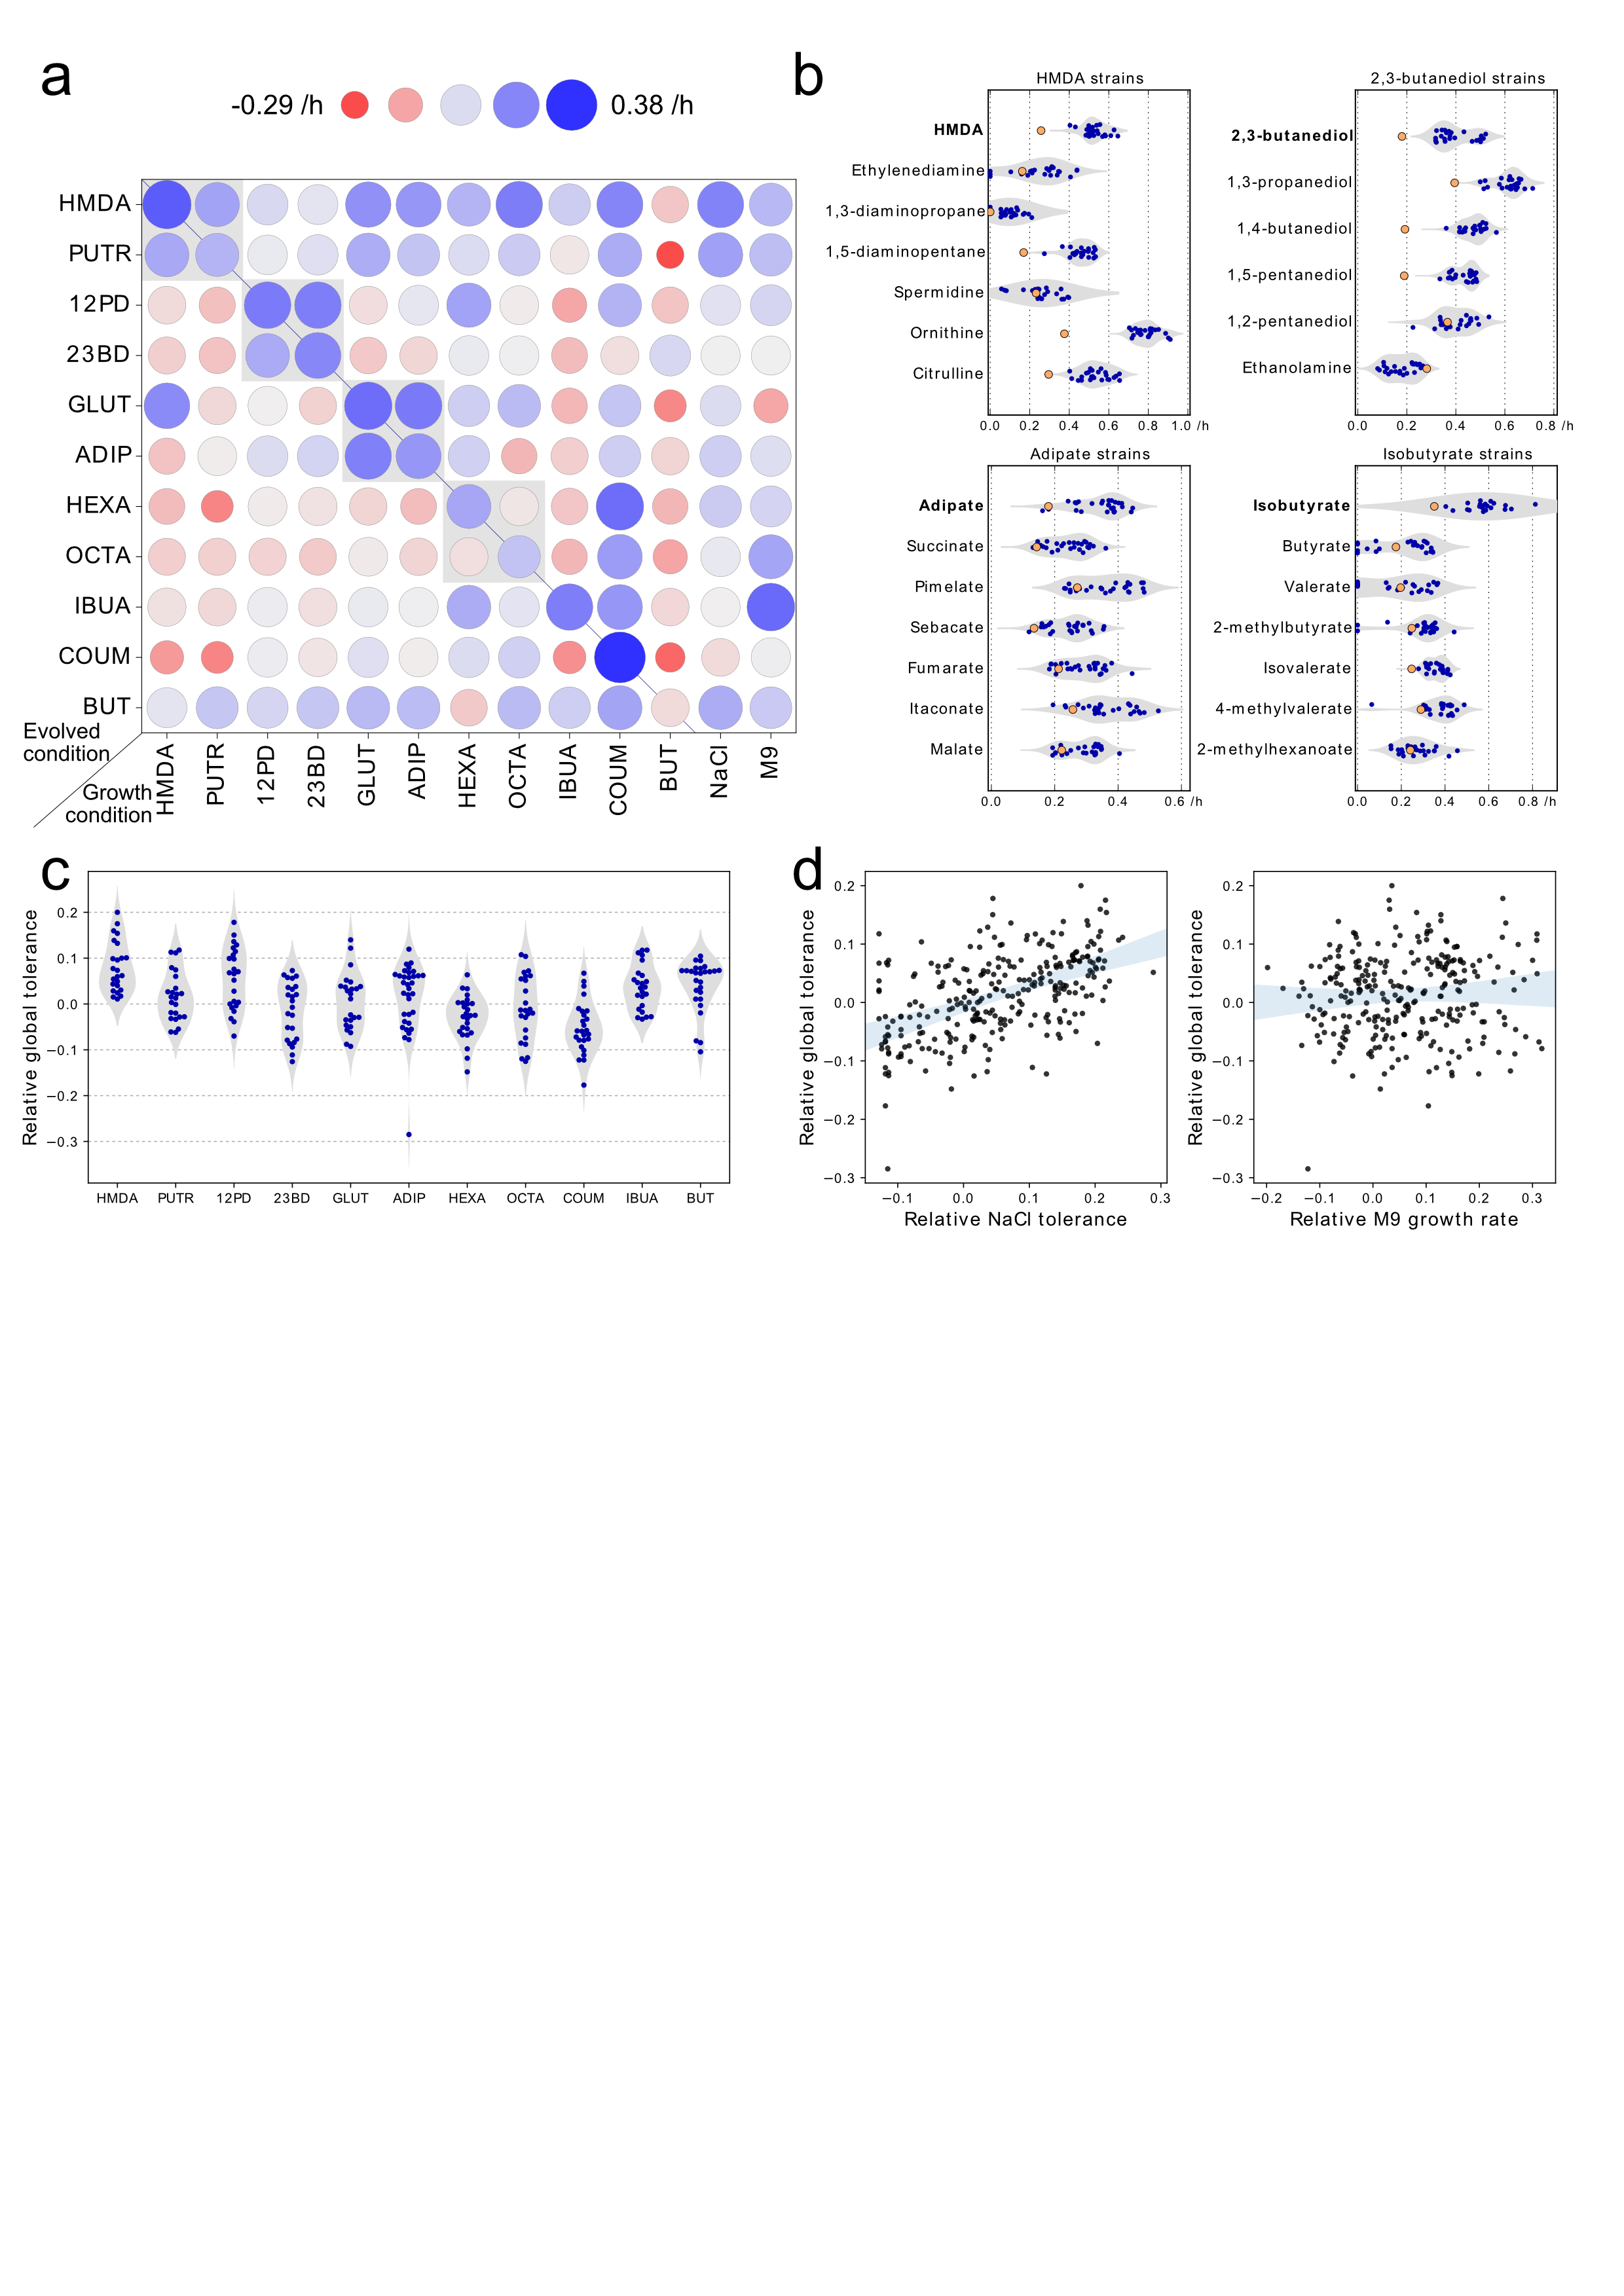 a
-0.29 /h
0.38 /h
HMDA
PUTR
12PD
23BD
GLUT
ADIP
HEXA
OCTA
IBUA
COUM
BUT
Evolved
condition
Growth
condition
HMDA
PUTR
12PD
23BD
GLUT
ADIP
HEXA
OCTA
IBUA
COUM
BUT
NaCl
M9
b
HMDA strains
HMDA
Ethylenediamine
1,3-diaminopropane
1,5-diaminopentane
Spermidine
Ornithine
Citrulline
0.0 0.2 0.4 0.6 0.8 1.0 /h
2,3-butanediol strains
2,3-butanediol
1,3-propanediol
1,4-butanediol
1,5-pentanediol
1,2-pentanediol
Ethanolamine
0.0 0.2 0.4 0.6 0.8 /h
Adipate strains
Adipate
Succinate
Pimelate
Sebacate
Fumarate
Itaconate
Malate
0.0 0.2 0.4 0.6 /h
Isobutyrate strains
Isobutyrate
Butyrate
Valerate
2-methylbutyrate
Isovalerate
4-methylvalerate
2-methylhexanoate
0.0 0.2 0.4 0.6 0.8 /h
c
Relative global tolerance
0.2
0.1
0.0
−0.1
−0.2
−0.3
HMDA PUTR 12PD 23BD GLUT ADIP HEXA OCTA COUM IBUA BUT
d
Relative global tolerance
0.2
0.1
0.0
−0.1
−0.2
−0.3
−0.1 0.0 0.1 0.2 0.3
Relative NaCl tolerance
Relative global tolerance
0.2
0.1
0.0
−0.1
−0.2
−0.3
−0.2 −0.1 0.0 0.1 0.2 0.3
Relative M9 growth rate